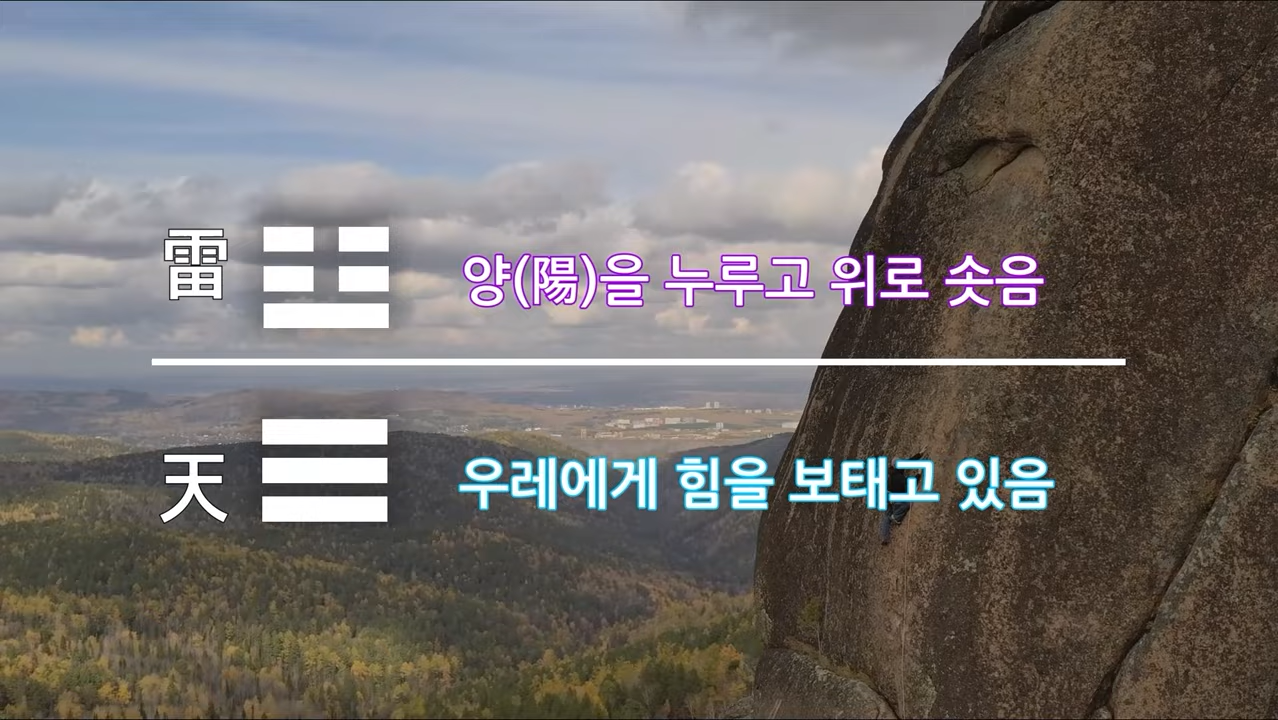 雷 양(陽)을 누루고 위로 솟음
天 우레에게 힘을 보태고 있음